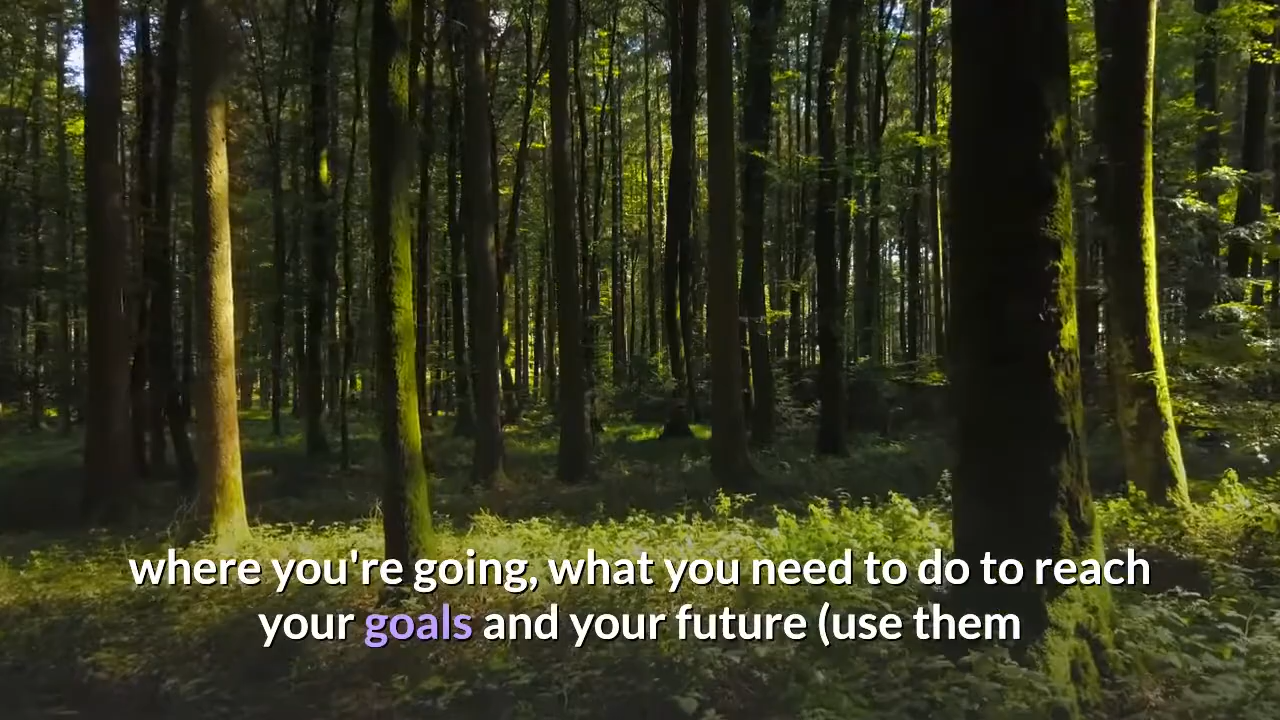 where you're going, what you need to do to reach
your goals and your future (use them